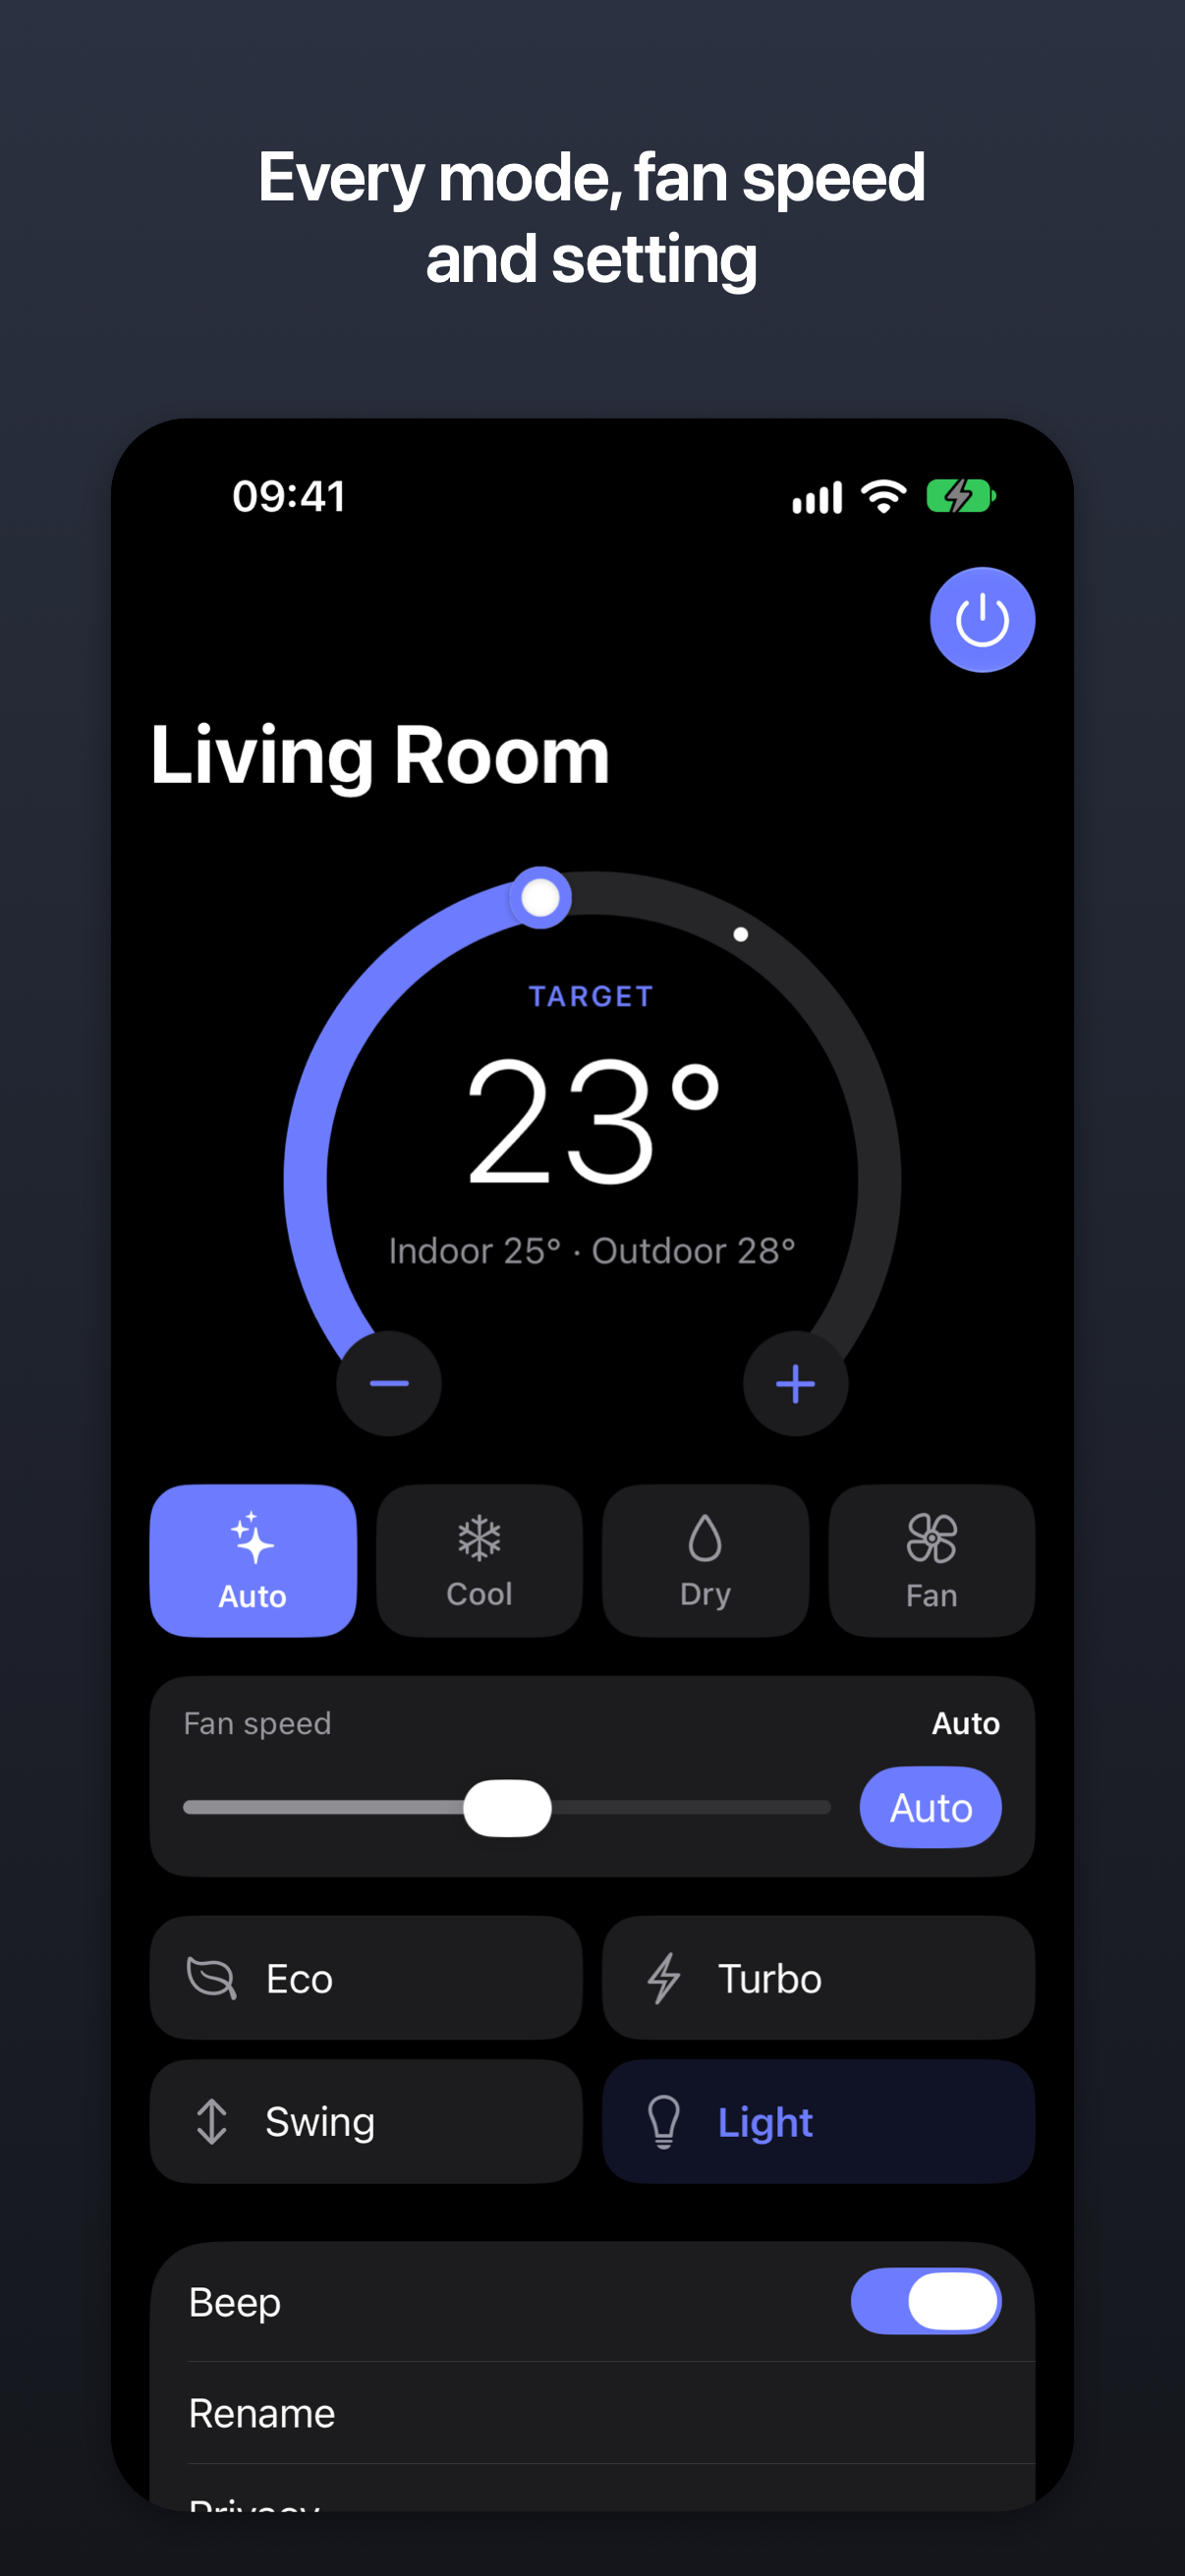 Every mode, fan speed
and setting
09:41
Living Room
TARGET
23°
Indoor 25° · Outdoor 28°
Auto
Cool
Dry
Fan
Fan speed
Auto
Auto
Eco
Turbo
Swing
Light
Beep
Rename
Privacy